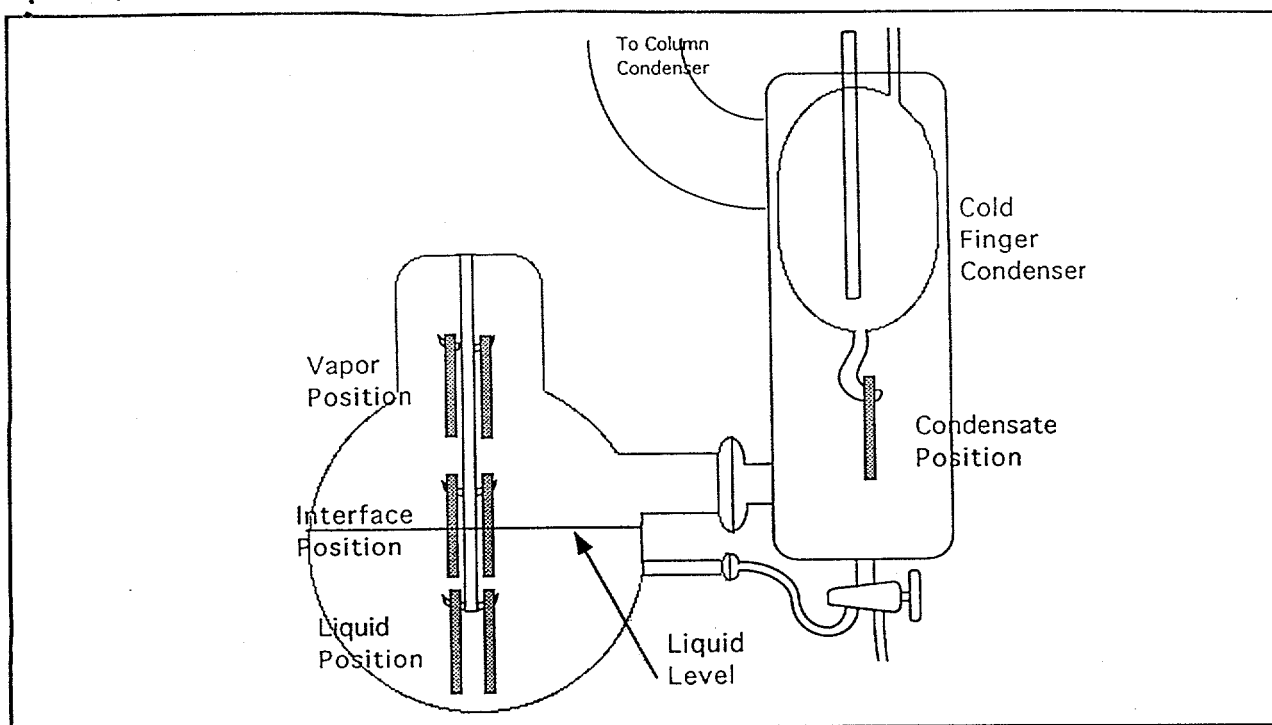 To Column
Condenser
Cold
Finger
Condenser
Vapor
Position
Condensate
Position
Interface
Position
Liquid
Position
Liquid
Level